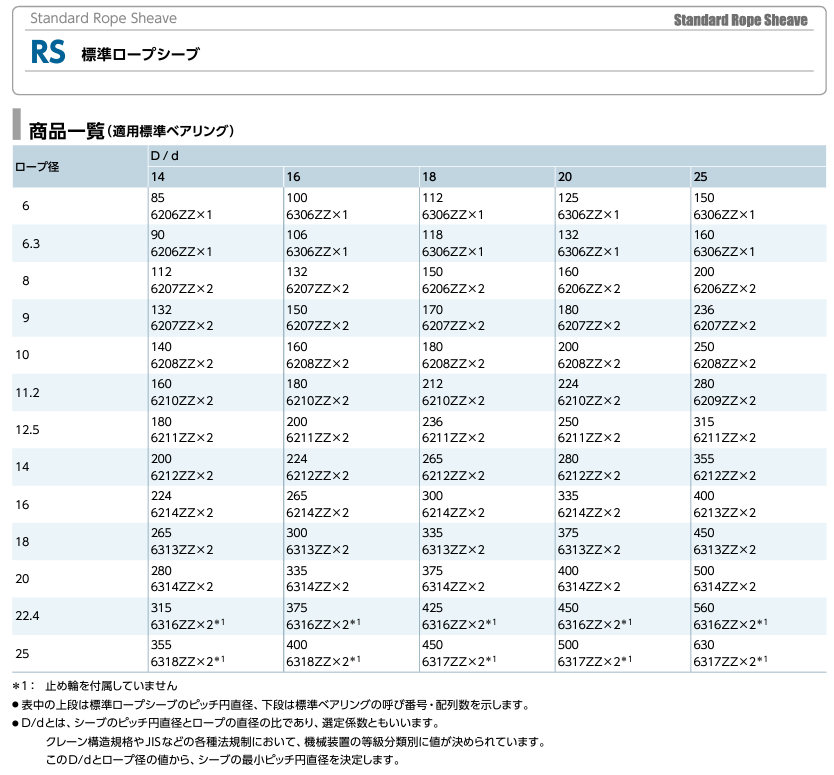 Standard Rope Sheave
Standard Rope Sheave
RS 標準ロープシーブ
商品一覧(適用標準ベアリング)
ロープ径 D / d
14 16 18 20 25
6 85 100 112 125 150
6206ZZ×1 6306ZZ×1 6306ZZ×1 6306ZZ×1 6306ZZ×1
6.3 90 106 118 132 160
6206ZZ×1 6306ZZ×1 6306ZZ×1 6306ZZ×1 6306ZZ×1
8 112 132 150 160 200
6207ZZ×2 6207ZZ×2 6206ZZ×2 6206ZZ×2 6206ZZ×2
9 132 150 170 180 236
6207ZZ×2 6207ZZ×2 6207ZZ×2 6207ZZ×2 6207ZZ×2
10 140 160 180 200 250
6208ZZ×2 6208ZZ×2 6208ZZ×2 6208ZZ×2 6208ZZ×2
11.2 160 180 212 224 280
6210ZZ×2 6210ZZ×2 6210ZZ×2 6210ZZ×2 6209ZZ×2
12.5 180 200 236 250 315
6211ZZ×2 6211ZZ×2 6211ZZ×2 6211ZZ×2 6211ZZ×2
14 200 224 265 280 355
6212ZZ×2 6212ZZ×2 6212ZZ×2 6212ZZ×2 6212ZZ×2
16 224 265 300 335 400
6214ZZ×2 6214ZZ×2 6214ZZ×2 6214ZZ×2 6213ZZ×2
18 265 300 335 375 450
6313ZZ×2 6313ZZ×2 6313ZZ×2 6313ZZ×2 6313ZZ×2
20 280 335 375 400 500
6314ZZ×2 6314ZZ×2 6314ZZ×2 6314ZZ×2 6314ZZ×2
22.4 315 375 425 450 560
6316ZZ×2*1 6316ZZ×2*1 6316ZZ×2*1 6316ZZ×2*1 6316ZZ×2*1
25 355 400 450 500 630
6318ZZ×2*1 6318ZZ×2*1 6317ZZ×2*1 6317ZZ×2*1 6317ZZ×2*1
*1: 止め輪を付属していません
●表中の上段は標準ロープシーブのピッチ円直径、下段は標準ベアリングの呼び番号・配列数を示します。
●D/dとは、シーブのピッチ円直径とロープの直径の比であり、選定係数ともいいます。
クレーン構造規格やJISなどの各種法規制において、機械装置の等級分類別に値が決められています。
このD/dとロープ径の値から、シーブの最小ピッチ円直径を決定します。